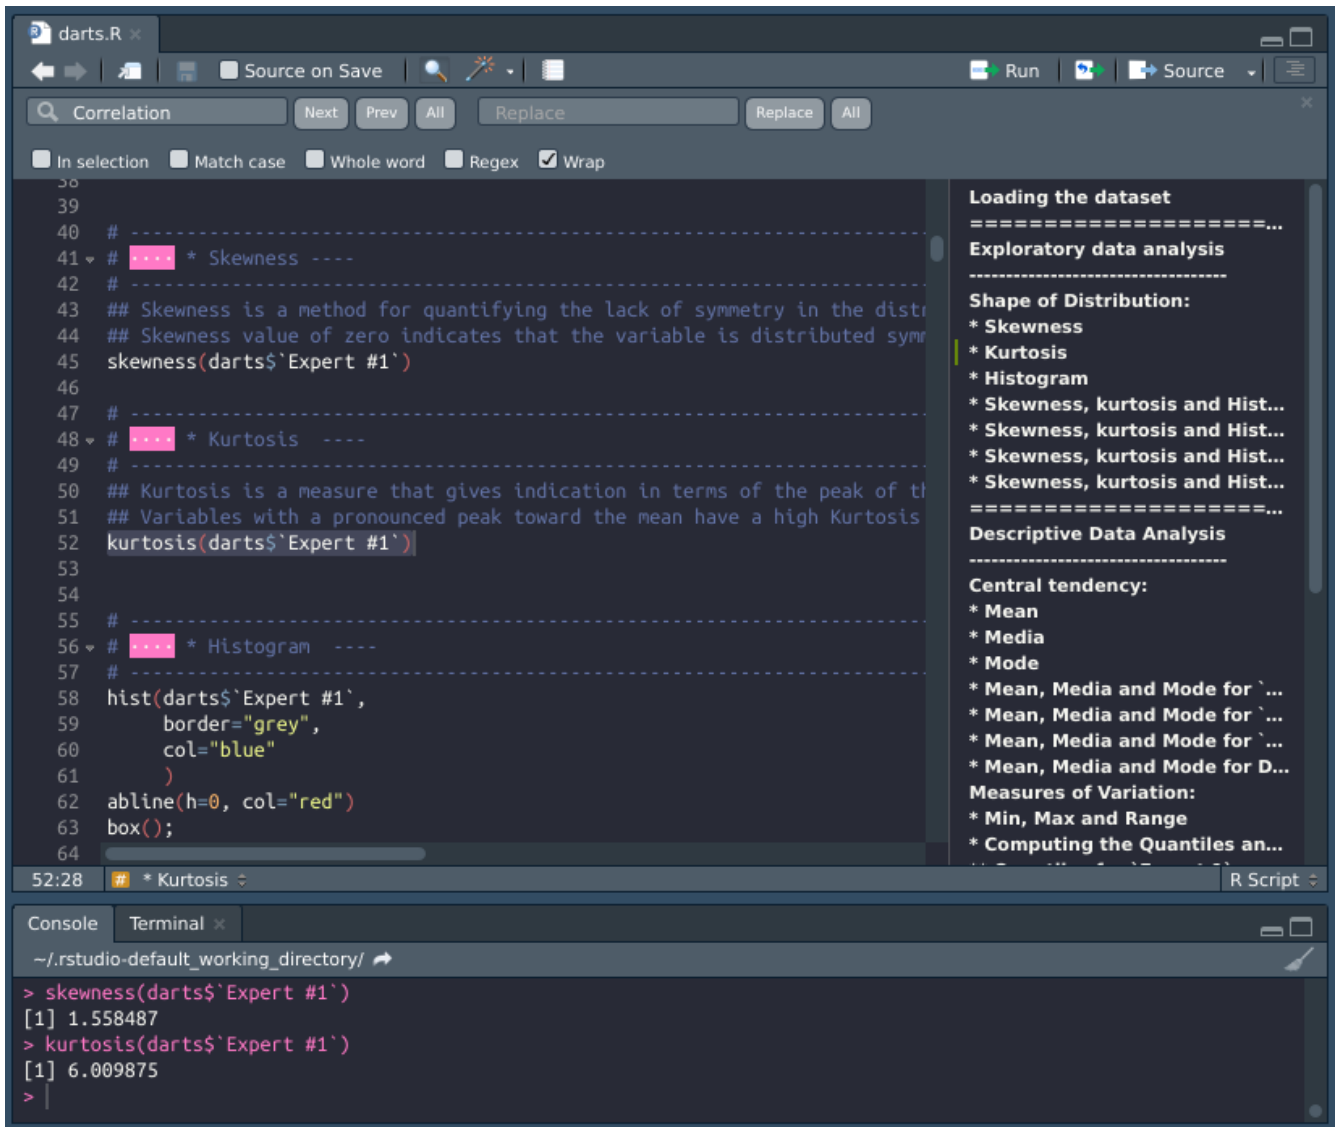 darts.R
Source on Save
Run
Source
Correlation
Next
Prev
All
Replace
Replace
All
In selection
Match case
Whole word
Regex
Wrap
38
39
40 # -----------------------------------------------------------------------
41 # .... * Skewness ----
42 # -----------------------------------------------------------------------
43 ## Skewness is a method for quantifying the lack of symmetry in the distr
44 ## Skewness value of zero indicates that the variable is distributed symm
45 skewness(darts$`Expert #1`)
46
47 # -----------------------------------------------------------------------
48 # .... * Kurtosis  ----
49 # -----------------------------------------------------------------------
50 ## Kurtosis is a measure that gives indication in terms of the peak of th
51 ## Variables with a pronounced peak toward the mean have a high Kurtosis
52 kurtosis(darts$`Expert #1`)
53
54
55 # -----------------------------------------------------------------------
56 # .... * Histogram  ----
57 # -----------------------------------------------------------------------
58 hist(darts$`Expert #1`,
59      border="grey",
60      col="blue"
61      )
62 abline(h=0, col="red")
63 box();
64
Loading the dataset
====================...
Exploratory data analysis
----------------------------------
Shape of Distribution:
* Skewness
* Kurtosis
* Histogram
* Skewness, kurtosis and Hist...
* Skewness, kurtosis and Hist...
* Skewness, kurtosis and Hist...
* Skewness, kurtosis and Hist...
====================...
Descriptive Data Analysis
----------------------------------
Central tendency:
* Mean
* Media
* Mode
* Mean, Media and Mode for `...
* Mean, Media and Mode for `...
* Mean, Media and Mode for `...
* Mean, Media and Mode for D...
Measures of Variation:
* Min, Max and Range
* Computing the Quantiles an...
52:28
# * Kurtosis
R Script
Console
Terminal
~/.rstudio-default_working_directory/
> skewness(darts$`Expert #1`)
[1] 1.558487
> kurtosis(darts$`Expert #1`)
[1] 6.009875
>